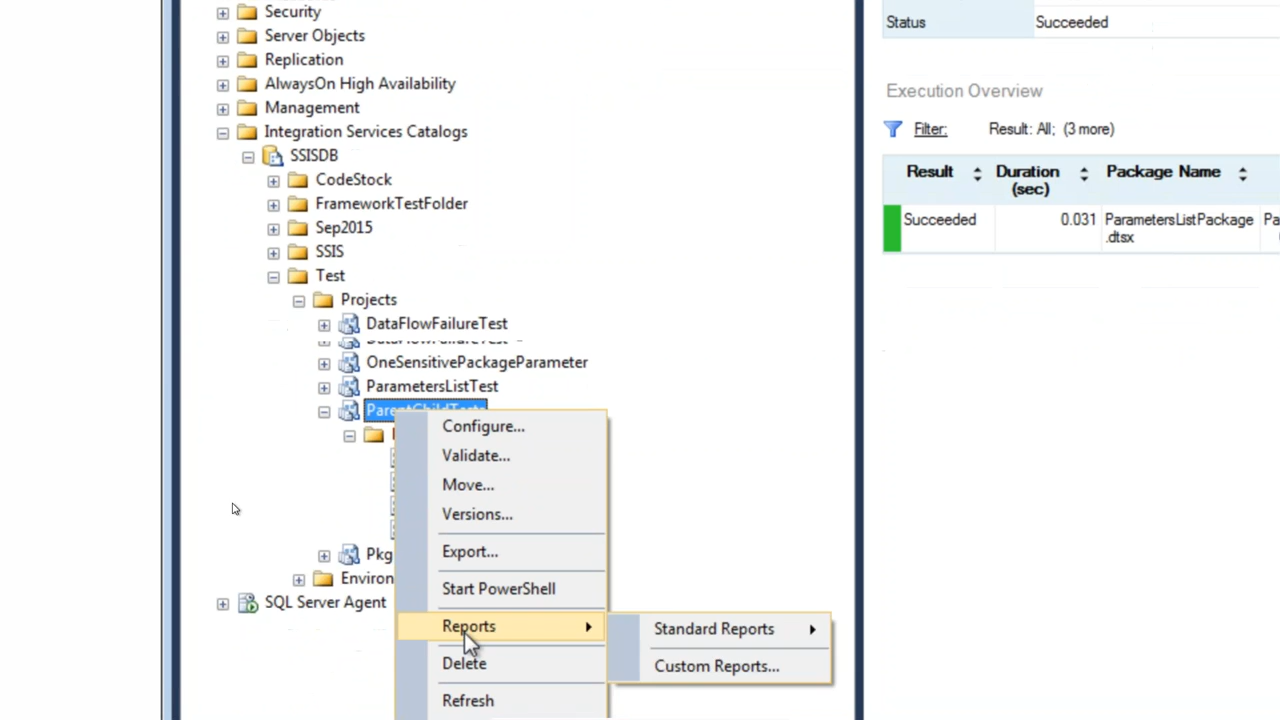 Security
Server Objects
Replication
AlwaysOn High Availability
Management
Integration Services Catalogs
SSISDB
CodeStock
FrameworkTestFolder
Sep2015
SSIS
Test
Projects
DataFlowFailureTest
OneSensitivePackageParameter
ParametersListTest
ParentChildTests
Pkg
Environ
SQL Server Agent
Configure...
Validate...
Move...
Versions...
Export...
Start PowerShell
Reports
Delete
Refresh
Standard Reports
Custom Reports...
Status Succeeded
Execution Overview
Filter: Result: All; (3 more)
Result Duration (sec) Package Name
Succeeded 0.031 ParametersListPackage
.dtsx
Pa